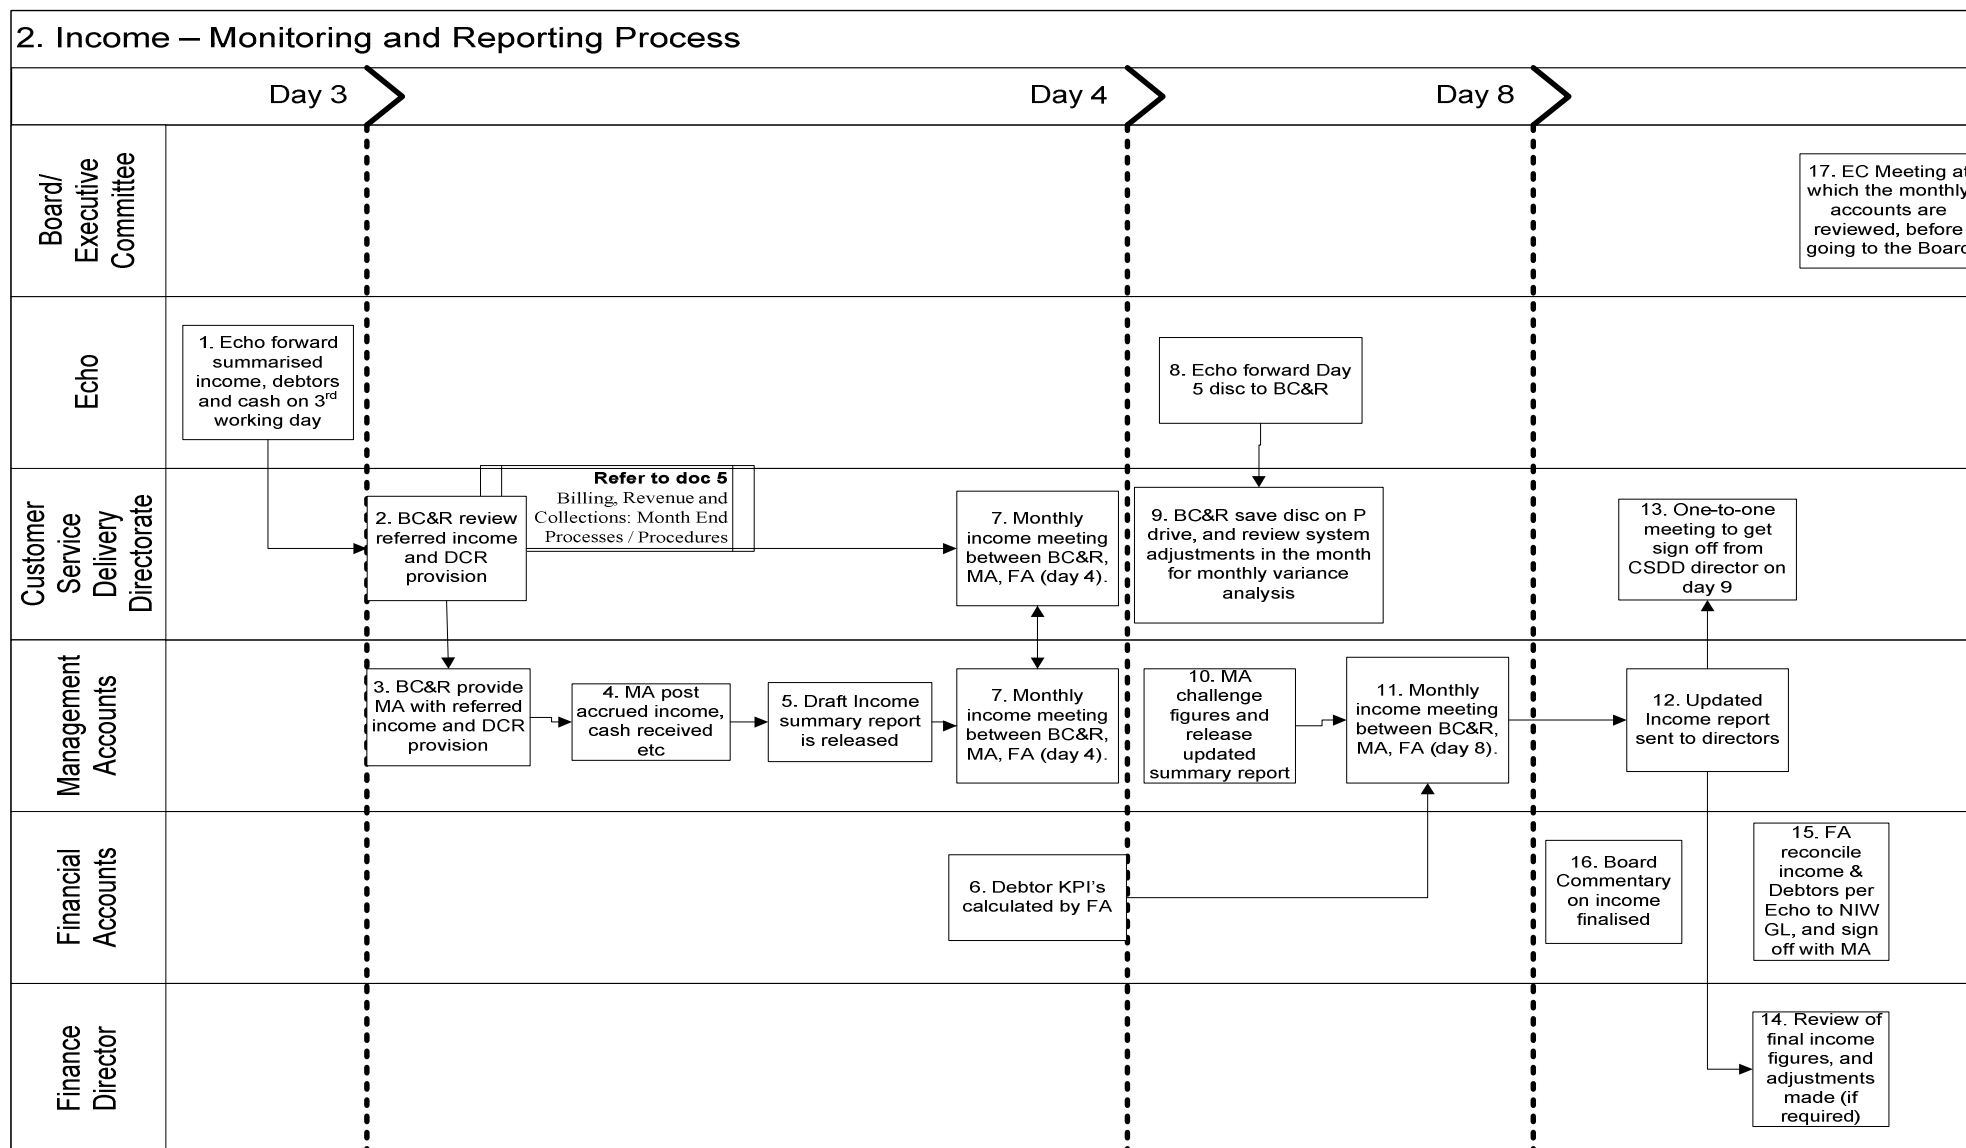 2. Income – Monitoring and Reporting Process
Day 3
Day 4
Day 8
Board/
Executive
Committee
17. EC Meeting at
which the monthly
accounts are
reviewed, before
going to the Board
Echo
1. Echo forward
summarised
income, debtors
and cash on 3rd
working day
8. Echo forward Day
5 disc to BC&R
Customer
Service
Delivery
Directorate
2. BC&R review
referred income
and DCR
provision
Refer to doc 5
Billing, Revenue and
Collections: Month End
Processes / Procedures
7. Monthly
income meeting
between BC&R,
MA, FA (day 4).
9. BC&R save disc on P
drive, and review system
adjustments in the month
for monthly variance
analysis
13. One-to-one
meeting to get
sign off from
CSDD director on
day 9
Management
Accounts
3. BC&R provide
MA with referred
income and DCR
provision
4. MA post
accrued income,
cash received
etc
5. Draft Income
summary report
is released
7. Monthly
income meeting
between BC&R,
MA, FA (day 4).
10. MA
challenge
figures and
release
updated
summary report
11. Monthly
income meeting
between BC&R,
MA, FA (day 8).
12. Updated
Income report
sent to directors
Financial
Accounts
6. Debtor KPI's
calculated by FA
16. Board
Commentary
on income
finalised
15. FA
reconcile
income &
Debtors per
Echo to NIW
GL, and sign
off with MA
Finance
Director
14. Review of
final income
figures, and
adjustments
made (if
required)